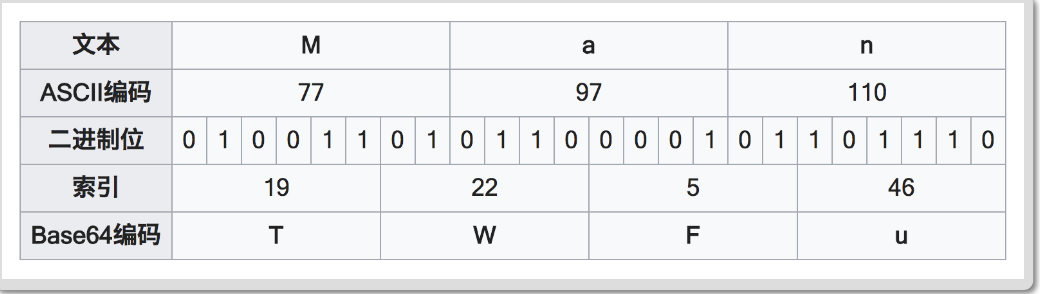 文本 M a n
ASCII编码 77 97 110
二进制位 0 1 0 0 1 1 0 1 0 1 1 0 0 0 0 1 0 1 1 0 1 1 1 0
索引 19 22 5 46
Base64编码 T W F u